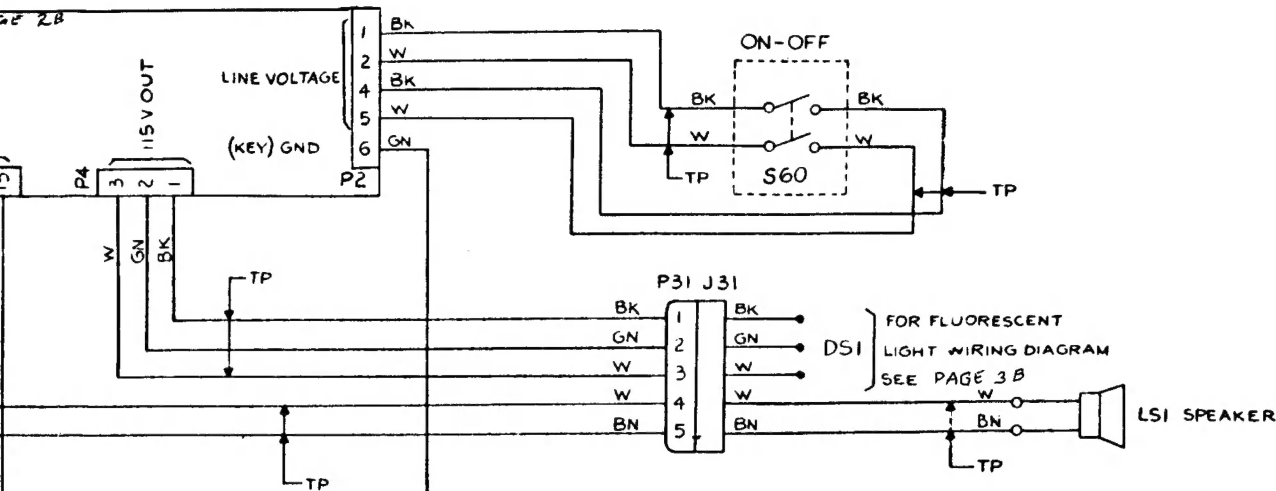 PAGE 2B
115 V OUT
LINE VOLTAGE
(KEY) GND
1 BK
2 W
4 BK
5 W
6 GN
P2
P4
3 2 1
W GN BK
ON-OFF
BK BK
W W
S60
TP
TP
TP
P31 J31
BK 1 BK
GN 2 GN
W 3 W
W 4 W
BN 5 BN
DS1
FOR FLUORESCENT
LIGHT WIRING DIAGRAM
SEE PAGE 3B
W
BN
LS1 SPEAKER
TP
TP